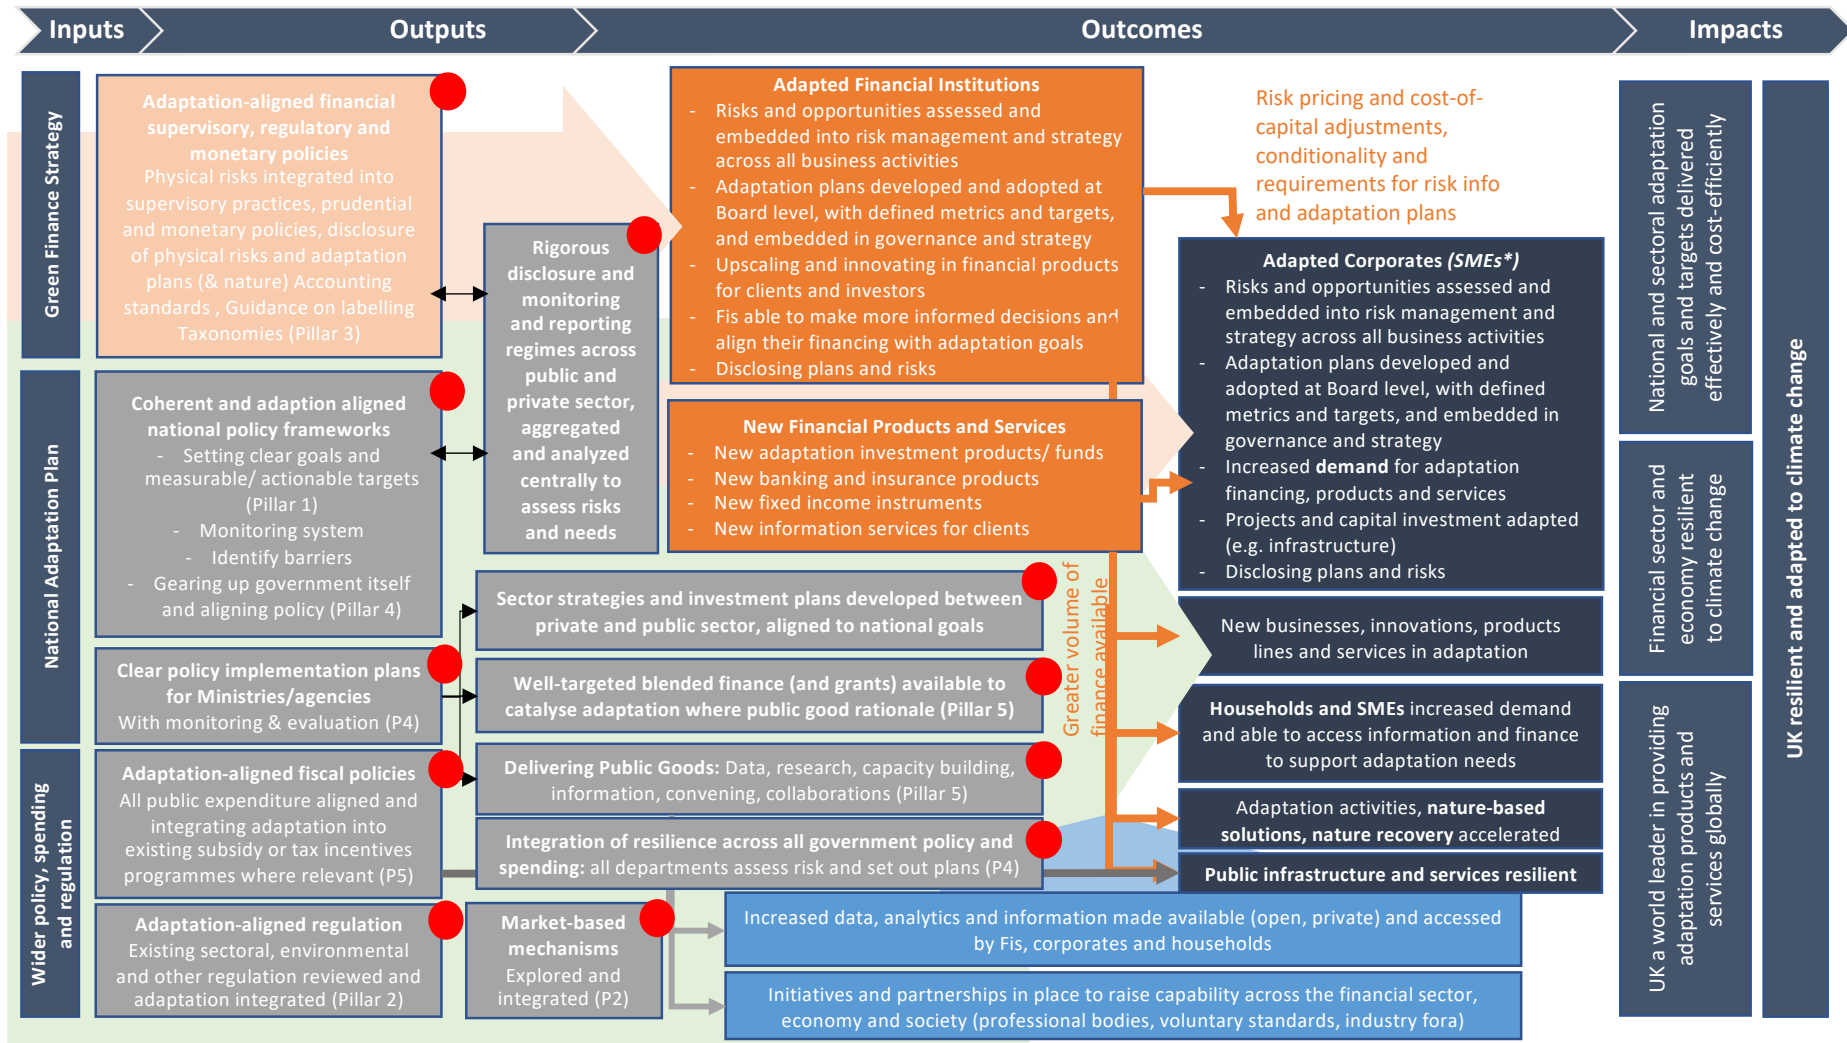 Inputs
Outputs
Outcomes
Impacts
Green Finance Strategy
National Adaptation Plan
Wider policy, spending
and regulation
Adaptation-aligned financial
supervisory, regulatory and
monetary policies
Physical risks integrated into
supervisory practices, prudential
and monetary policies, disclosure
of physical risks and adaptation
plans (& nature) Accounting
standards , Guidance on labelling
Taxonomies (Pillar 3)
Coherent and adaption aligned
national policy frameworks
- Setting clear goals and
measurable/ actionable targets
(Pillar 1)
- Monitoring system
- Identify barriers
- Gearing up government itself
and aligning policy (Pillar 4)
Clear policy implementation plans
for Ministries/agencies
With monitoring & evaluation (P4)
Adaptation-aligned fiscal policies
All public expenditure aligned and
integrating adaptation into
existing subsidy or tax incentives
programmes where relevant (P5)
Adaptation-aligned regulation
Existing sectoral, environmental
and other regulation reviewed and
adaptation integrated (Pillar 2)
Rigorous
disclosure and
monitoring
and reporting
regimes across
public and
private sector,
aggregated
and analyzed
centrally to
assess risks
and needs
Sector strategies and investment plans developed between
private and public sector, aligned to national goals
Well-targeted blended finance (and grants) available to
catalyse adaptation where public good rationale (Pillar 5)
Delivering Public Goods: Data, research, capacity building,
information, convening, collaborations (Pillar 5)
Integration of resilience across all government policy and
spending: all departments assess risk and set out plans (P4)
Market-based
mechanisms
Explored and
integrated (P2)
Adapted Financial Institutions
- Risks and opportunities assessed and
embedded into risk management and strategy
across all business activities
- Adaptation plans developed and adopted at
Board level, with defined metrics and targets,
and embedded in governance and strategy
- Upscaling and innovating in financial products
for clients and investors
- Fis able to make more informed decisions and
align their financing with adaptation goals
- Disclosing plans and risks
New Financial Products and Services
- New adaptation investment products/ funds
- New banking and insurance products
- New fixed income instruments
- New information services for clients
Greater volume of
finance available
Risk pricing and cost-of-
capital adjustments,
conditionality and
requirements for risk info
and adaptation plans
Adapted Corporates (SMEs*)
- Risks and opportunities assessed and
embedded into risk management and
strategy across all business activities
- Adaptation plans developed and
adopted at Board level, with defined
metrics and targets, and embedded in
governance and strategy
- Increased demand for adaptation
financing, products and services
- Projects and capital investment adapted
(e.g. infrastructure)
- Disclosing plans and risks
New businesses, innovations, products
lines and services in adaptation
Households and SMEs increased demand
and able to access information and finance
to support adaptation needs
Adaptation activities, nature-based
solutions, nature recovery accelerated
Public infrastructure and services resilient
Increased data, analytics and information made available (open, private) and accessed
by Fis, corporates and households
Initiatives and partnerships in place to raise capability across the financial sector,
economy and society (professional bodies, voluntary standards, industry fora)
National and sectoral adaptation
goals and targets delivered
effectively and cost-efficiently
Financial sector and
economy resilient
to climate change
UK a world leader in providing
adaptation products and
services globally
UK resilient and adapted to climate change